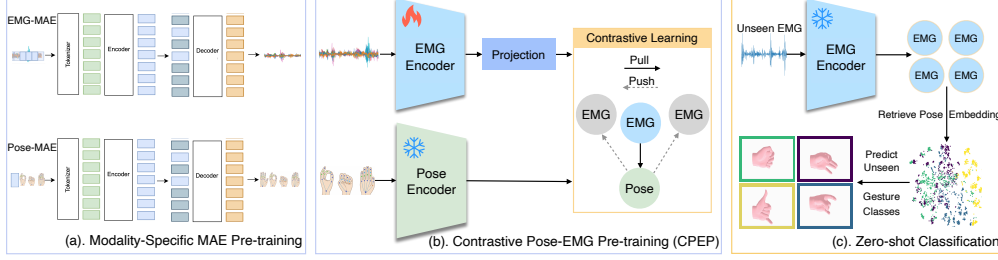 EMG-MAE
Tokenizer
Encoder
Decoder
Pose-MAE
Tokenizer
Encoder
Decoder
(a). Modality-Specific MAE Pre-training
EMG
Encoder
Projection
Pose
Encoder
Contrastive Learning
Pull
Push
EMG
EMG
EMG
Pose
(b). Contrastive Pose-EMG Pre-training (CPEP)
Unseen EMG
EMG
Encoder
EMG
EMG
EMG
EMG
Retrieve Pose Embedding
Predict
Unseen
Gesture
Classes
(c). Zero-shot Classification